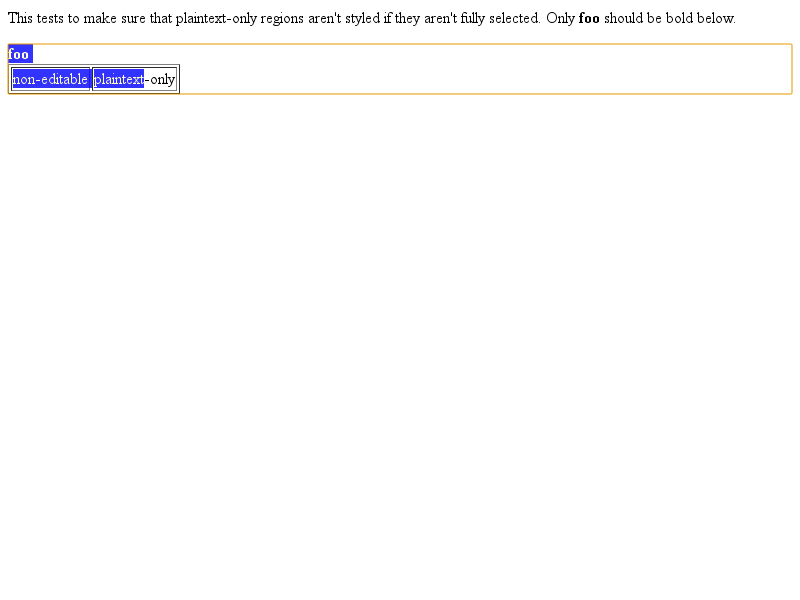 This tests to make sure that plaintext-only regions aren't styled if they aren't fully selected. Only foo should be bold below.
foo
non-editable plaintext-only